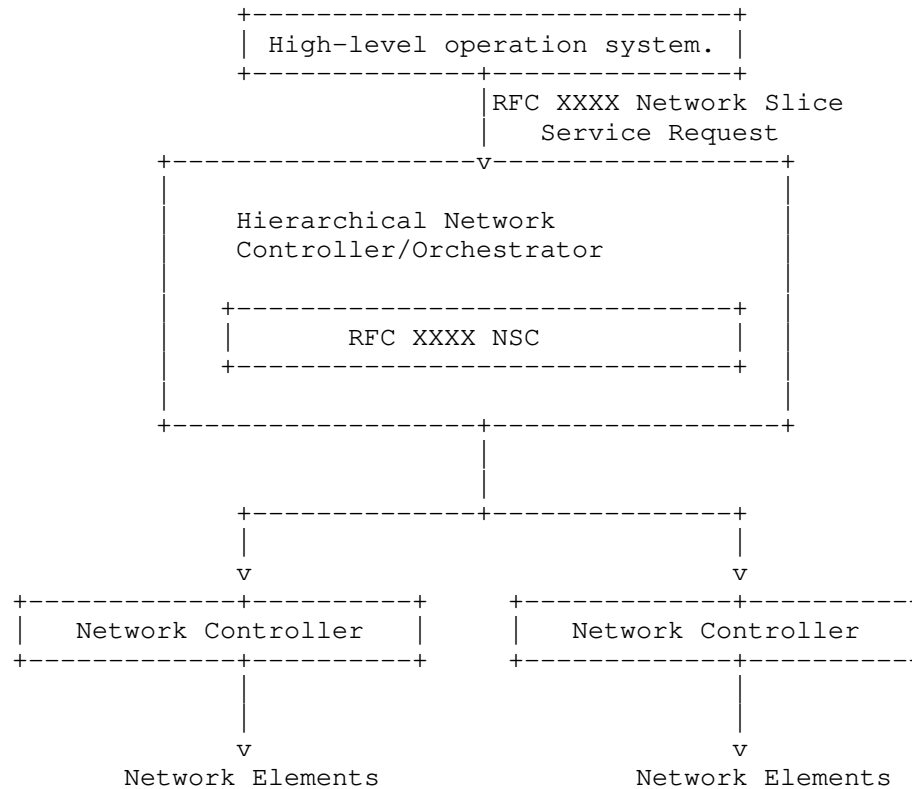 High-level operation system.
RFC XXXX Network Slice
Service Request
v
Hierarchical Network
Controller/Orchestrator
RFC XXXX NSC
v v
Network Controller Network Controller
v v
Network Elements Network Elements